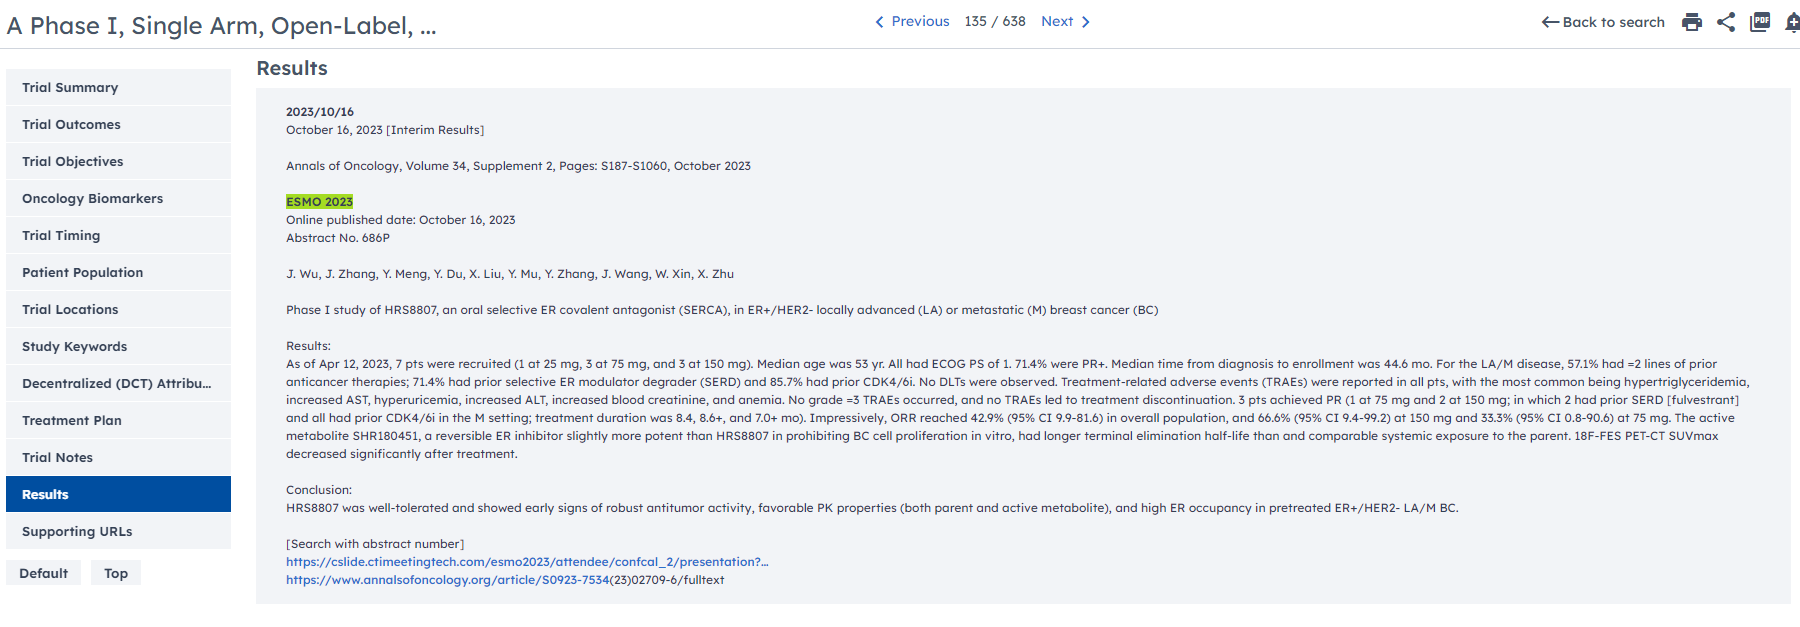 A Phase I, Single Arm, Open-Label, ...
Previous 135 / 638 Next
Back to search
PDF
Trial Summary
Trial Outcomes
Trial Objectives
Oncology Biomarkers
Trial Timing
Patient Population
Trial Locations
Study Keywords
Decentralized (DCT) Attribu...
Treatment Plan
Trial Notes
Results
Supporting URLs
Default Top
Results
2023/10/16
October 16, 2023 [Interim Results]
Annals of Oncology, Volume 34, Supplement 2, Pages: S187-S1060, October 2023
ESMO 2023
Online published date: October 16, 2023
Abstract No. 686P
J. Wu, J. Zhang, Y. Meng, Y. Du, X. Liu, Y. Mu, Y. Zhang, J. Wang, W. Xin, X. Zhu
Phase I study of HRS8807, an oral selective ER covalent antagonist (SERCA), in ER+/HER2- locally advanced (LA) or metastatic (M) breast cancer (BC)
Results:
As of Apr 12, 2023, 7 pts were recruited (1 at 25 mg, 3 at 75 mg, and 3 at 150 mg). Median age was 53 yr. All had ECOG PS of 1. 71.4% were PR+. Median time from diagnosis to enrollment was 44.6 mo. For the LA/M disease, 57.1% had =2 lines of prior
anticancer therapies; 71.4% had prior selective ER modulator degrader (SERD) and 85.7% had prior CDK4/6i. No DLTs were observed. Treatment-related adverse events (TRAEs) were reported in all pts, with the most common being hypertriglyceridemia,
increased AST, hyperuricemia, increased ALT, increased blood creatinine, and anemia. No grade =3 TRAEs occurred, and no TRAEs led to treatment discontinuation. 3 pts achieved PR (1 at 75 mg and 2 at 150 mg; in which 2 had prior SERD [fulvestrant]
and all had prior CDK4/6i in the M setting; treatment duration was 8.4, 8.6+, and 7.0+ mo). Impressively, ORR reached 42.9% (95% CI 9.9-81.6) in overall population, and 66.6% (95% CI 9.4-99.2) at 150 mg and 33.3% (95% CI 0.8-90.6) at 75 mg. The active
metabolite SHR180451, a reversible ER inhibitor slightly more potent than HRS8807 in prohibiting BC cell proliferation in vitro, had longer terminal elimination half-life than and comparable systemic exposure to the parent. 18F-FES PET-CT SUVmax
decreased significantly after treatment.
Conclusion:
HRS8807 was well-tolerated and showed early signs of robust antitumor activity, favorable PK properties (both parent and active metabolite), and high ER occupancy in pretreated ER+/HER2- LA/M BC.
[Search with abstract number]
https://cslide.ctimeetingtech.com/esmo2023/attendee/confcal_2/presentation?...
https://www.annalsofoncology.org/article/S0923-7534(23)02709-6/fulltext